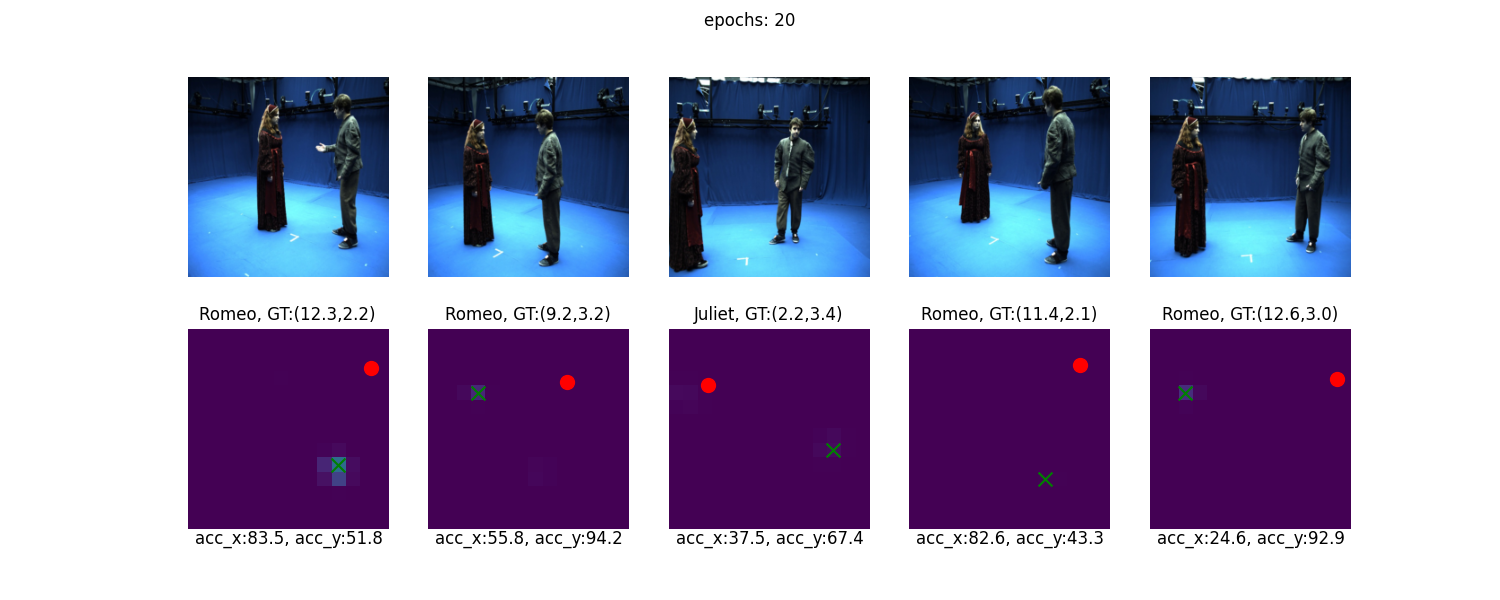 epochs: 20
Romeo, GT:(12.3,2.2)
Romeo, GT:(9.2,3.2)
Juliet, GT:(2.2,3.4)
Romeo, GT:(11.4,2.1)
Romeo, GT:(12.6,3.0)
acc_x:83.5, acc_y:51.8
acc_x:55.8, acc_y:94.2
acc_x:37.5, acc_y:67.4
acc_x:82.6, acc_y:43.3
acc_x:24.6, acc_y:92.9